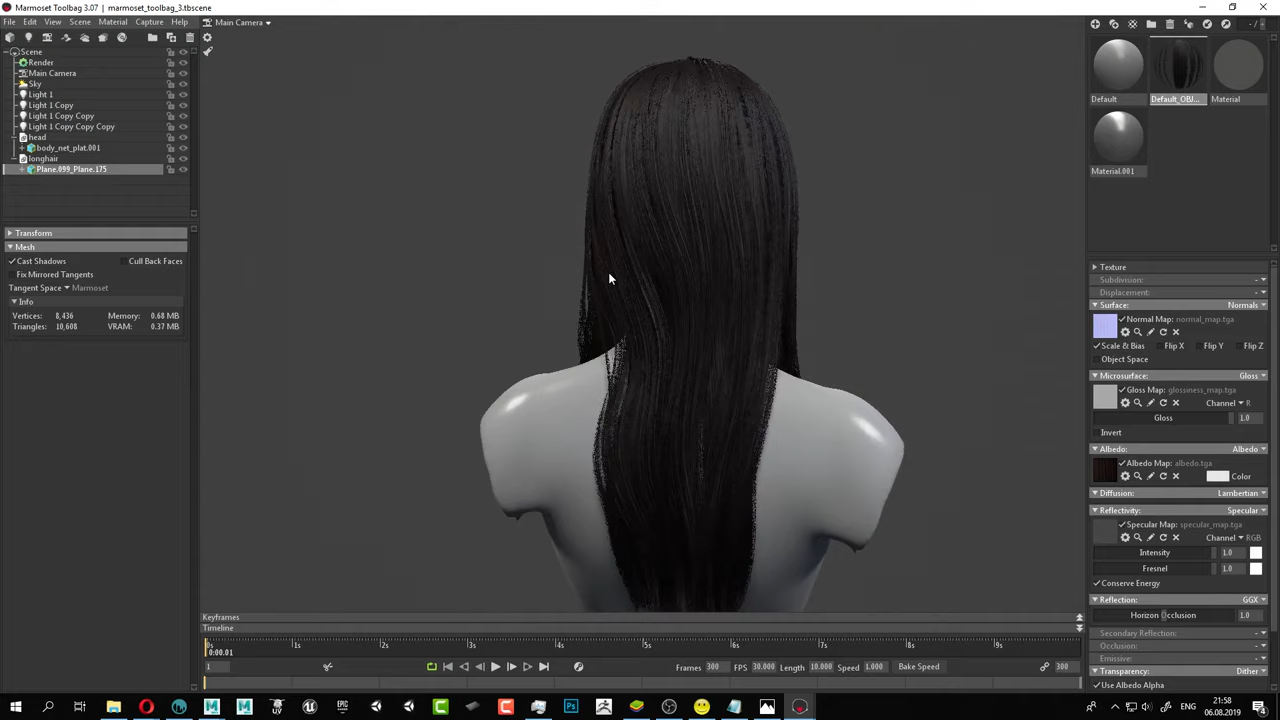 Marmoset Toolbag 3.07 | marmoset_toolbag_3.tbscene
File Edit View Scene Material Capture Help
Main Camera
Scene
Render
Main Camera
Sky
Light 1
Light 1 Copy
Light 1 Copy Copy
Light 1 Copy Copy Copy
head
body_net_plat.001
longhair
Plane.099_Plane.175
Transform
Mesh
Cast Shadows Cull Back Faces
Fix Mirrored Tangents
Tangent Space Marmoset
Info
Vertices: 8,436 Memory: 0.68 MB
Triangles: 10,608 VRAM: 0.37 MB
Default Default_OBJ... Material
Material.001
Texture
Subdivision: -
Displacement: -
Surface: Normals
Normal Map: normal_map.tga
Scale & Bias Flip X Flip Y Flip Z
Object Space
Microsurface: Gloss
Gloss Map: glossiness_map.tga
Channel R
Gloss 1.0
Invert
Albedo: Albedo
Albedo Map: albedo.tga
Color
Diffusion: Lambertian
Reflectivity: Specular
Specular Map: specular_map.tga
Channel RGB
Intensity 1.0
Fresnel 1.0
Conserve Energy
Reflection: GGX
Horizon Occlusion 1.0
Secondary Reflection: -
Occlusion: -
Emissive: -
Transparency: Dither
Use Albedo Alpha
Keyframes
Timeline
0s 1s 2s 3s 4s 5s 6s 7s 8s 9s
0:00.01
1 Frames 300 FPS 30.000 Length 10.000 Speed 1.000 Bake Speed 300
ENG 21:58
06.08.2019